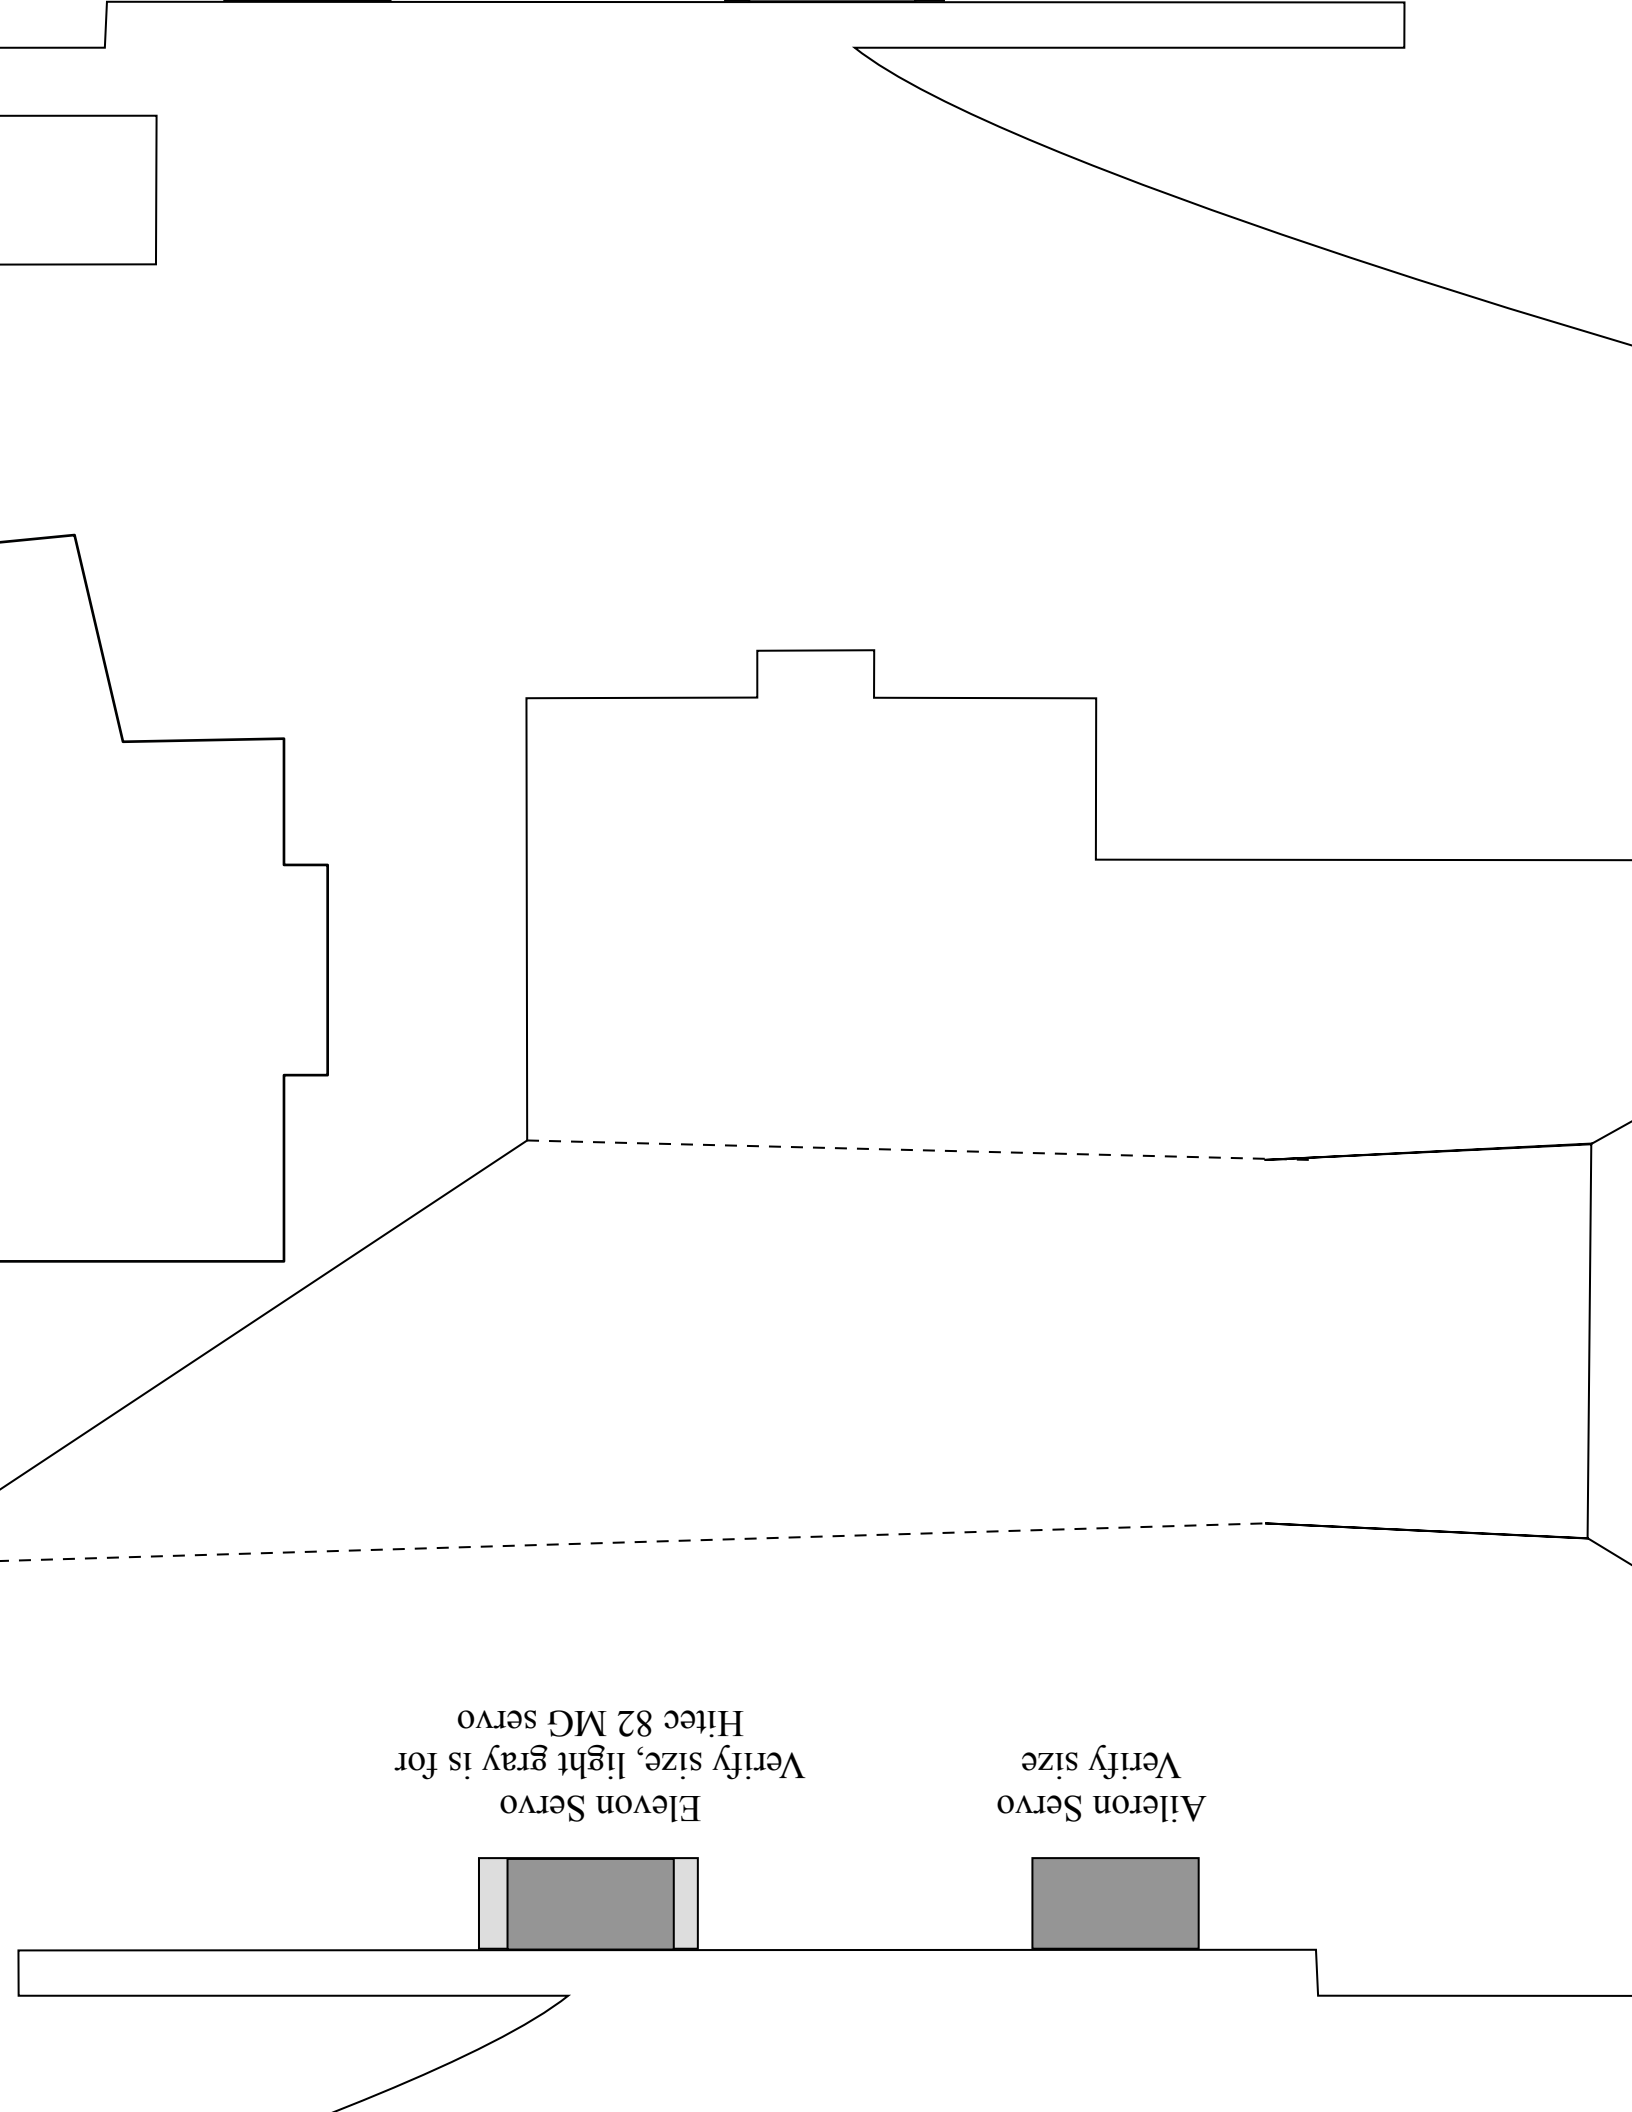 Aileron Servo
Verify size
Elevon Servo
Verify size, light gray is for
Hitec 82 MG servo